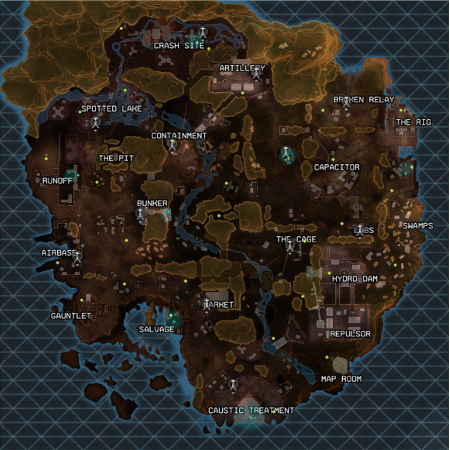 CRASH SITE
ARTILLERY
SPOTTED LAKE
BROKEN RELAY
THE RIG
CONTAINMENT
THE PIT
CAPACITOR
RUNOFF
BUNKER
SWAMPS
LABS
THE CAGE
AIRBASE
HYDRO DAM
MARKET
GAUNTLET
SALVAGE
REPULSOR
MAP ROOM
CAUSTIC TREATMENT